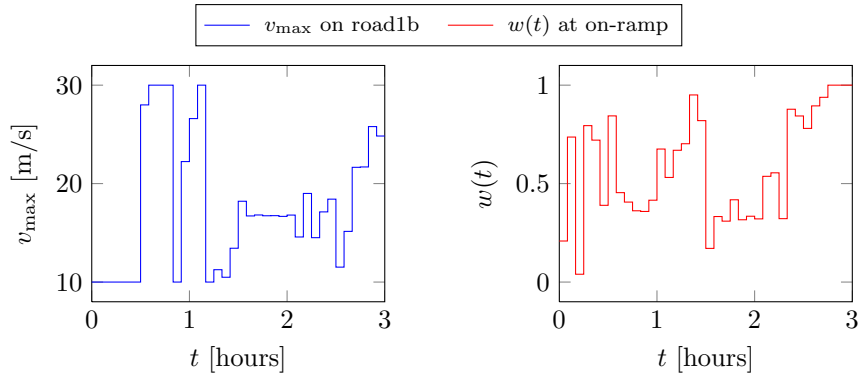 v_max on road1b w(t) at on-ramp
30
20
10
v_max [m/s]
0 1 2 3
t [hours]
1
0.5
0
w(t)
0 1 2 3
t [hours]